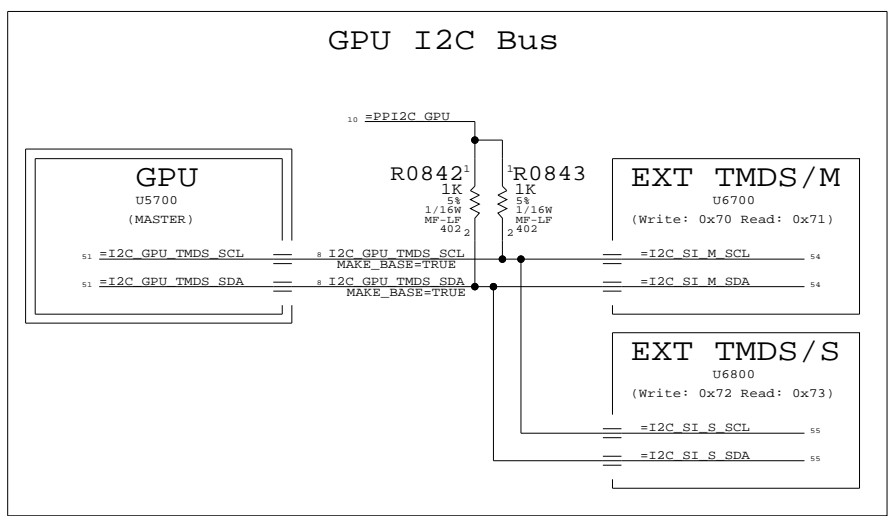 GPU I2C Bus
10 =PPI2C_GPU
GPU
U5700
(MASTER)
R0842 1
1K
5%
1/16W
MF-LF
402 2
1 R0843
1K
5%
1/16W
MF-LF
2 402
EXT TMDS/M
U6700
(Write: 0x70 Read: 0x71)
51 =I2C_GPU_TMDS_SCL
8 I2C_GPU_TMDS_SCL
MAKE_BASE=TRUE
=I2C_SI_M_SCL 54
51 =I2C_GPU_TMDS_SDA
8 I2C_GPU_TMDS_SDA
MAKE_BASE=TRUE
=I2C_SI_M_SDA 54
EXT TMDS/S
U6800
(Write: 0x72 Read: 0x73)
=I2C_SI_S_SCL 55
=I2C_SI_S_SDA 55